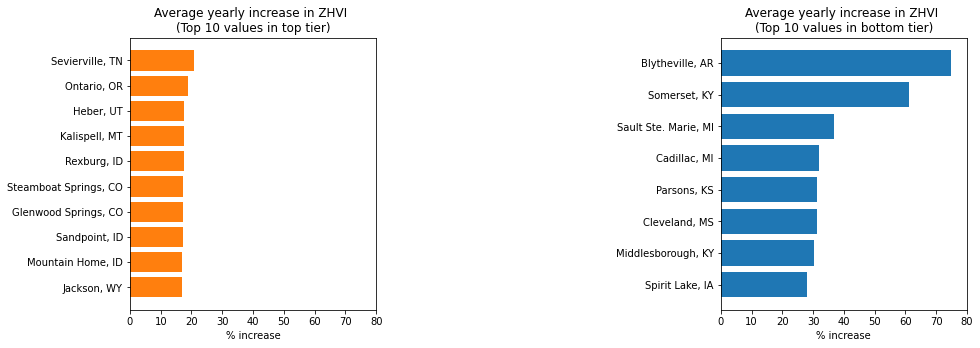 Average yearly increase in ZHVI
(Top 10 values in top tier)
Sevierville, TN
Ontario, OR
Heber, UT
Kalispell, MT
Rexburg, ID
Steamboat Springs, CO
Glenwood Springs, CO
Sandpoint, ID
Mountain Home, ID
Jackson, WY
0 10 20 30 40 50 60 70 80
% increase
Average yearly increase in ZHVI
(Top 10 values in bottom tier)
Blytheville, AR
Somerset, KY
Sault Ste. Marie, MI
Cadillac, MI
Parsons, KS
Cleveland, MS
Middlesborough, KY
Spirit Lake, IA
0 10 20 30 40 50 60 70 80
% increase